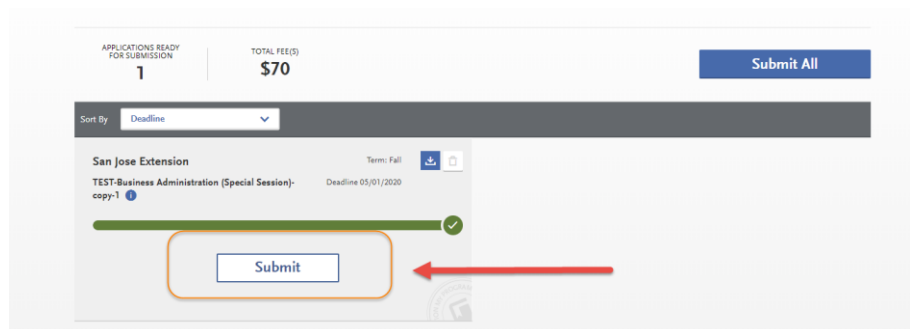 APPLICATIONS READY
FOR SUBMISSION
1
TOTAL FEE(S)
$70
Submit All
Sort By
Deadline
San Jose Extension
Term: Fall
TEST-Business Administration (Special Session)-
copy-1
Deadline 05/01/2020
Submit